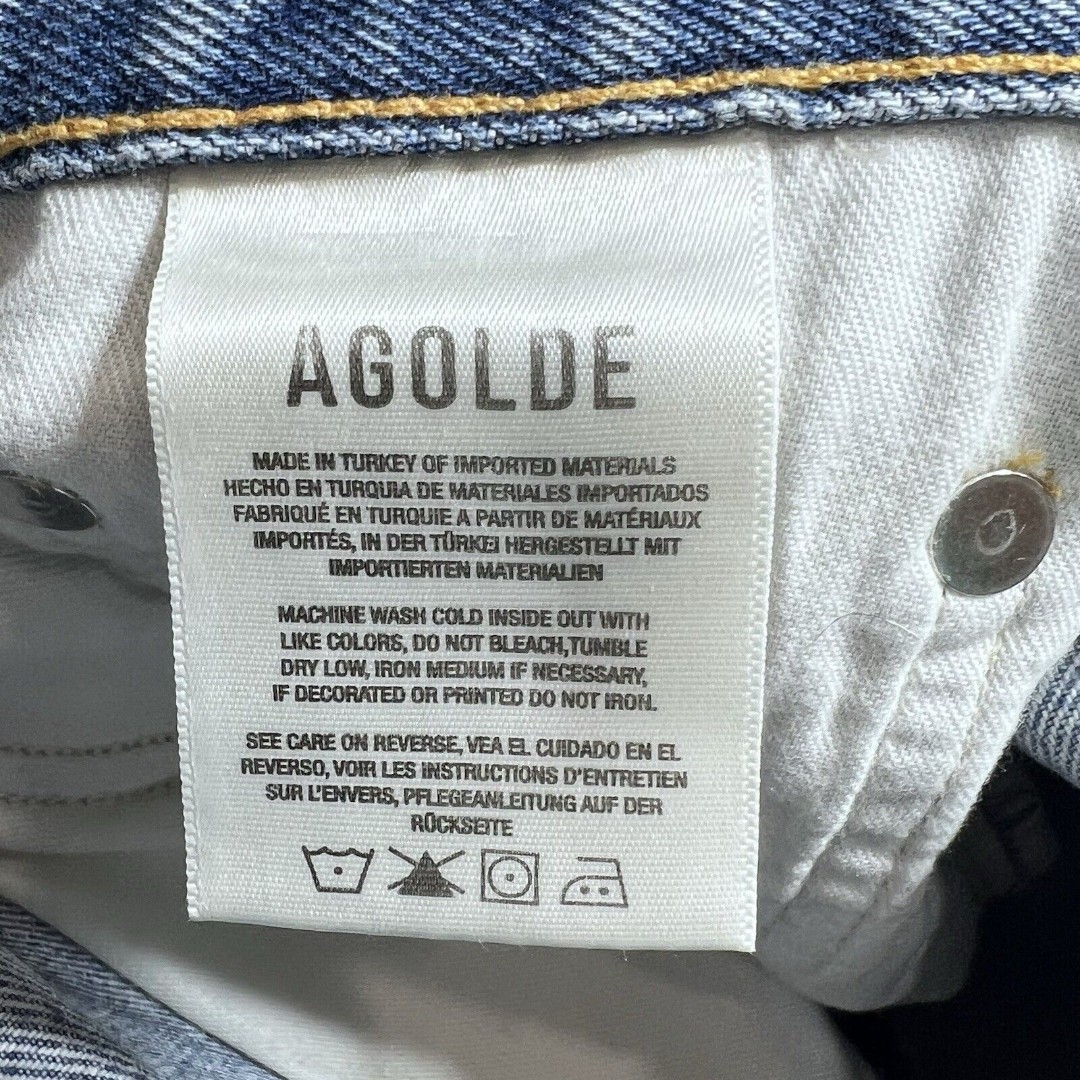 AGOLDE
MADE IN TURKEY OF IMPORTED MATERIALS
HECHO EN TURQUIA DE MATERIALES IMPORTADOS
FABRIQUÉ EN TURQUIE A PARTIR DE MATÉRIAUX
IMPORTÉS, IN DER TÜRKEI HERGESTELLT MIT
IMPORTIERTEN MATERIALIEN
MACHINE WASH COLD INSIDE OUT WITH
LIKE COLORS, DO NOT BLEACH,TUMBLE
DRY LOW, IRON MEDIUM IF NECESSARY,
IF DECORATED OR PRINTED DO NOT IRON.
SEE CARE ON REVERSE, VEA EL CUIDADO EN EL
REVERSO, VOIR LES INSTRUCTIONS D'ENTRETIEN
SUR L'ENVERS, PFLEGEANLEITUNG AUF DER
RÜCKSEITE